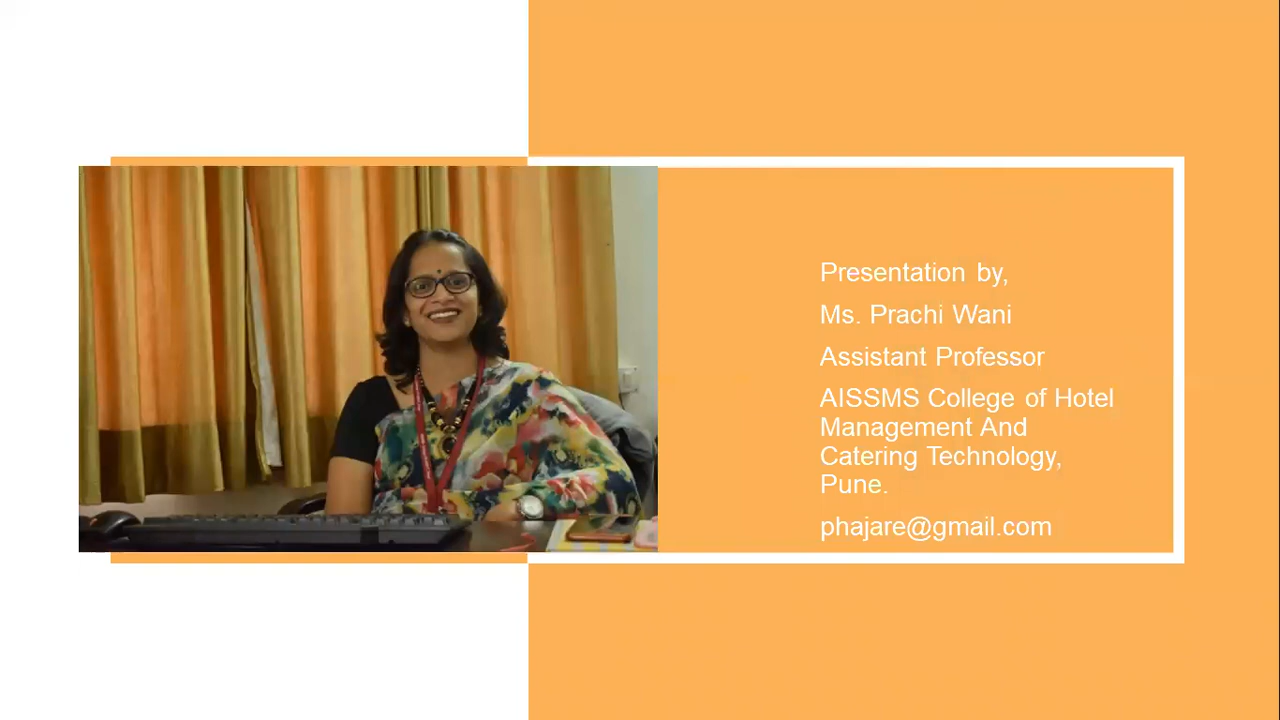 Presentation by,
Ms. Prachi Wani
Assistant Professor
AISSMS College of Hotel
Management And
Catering Technology,
Pune.
phajare@gmail.com